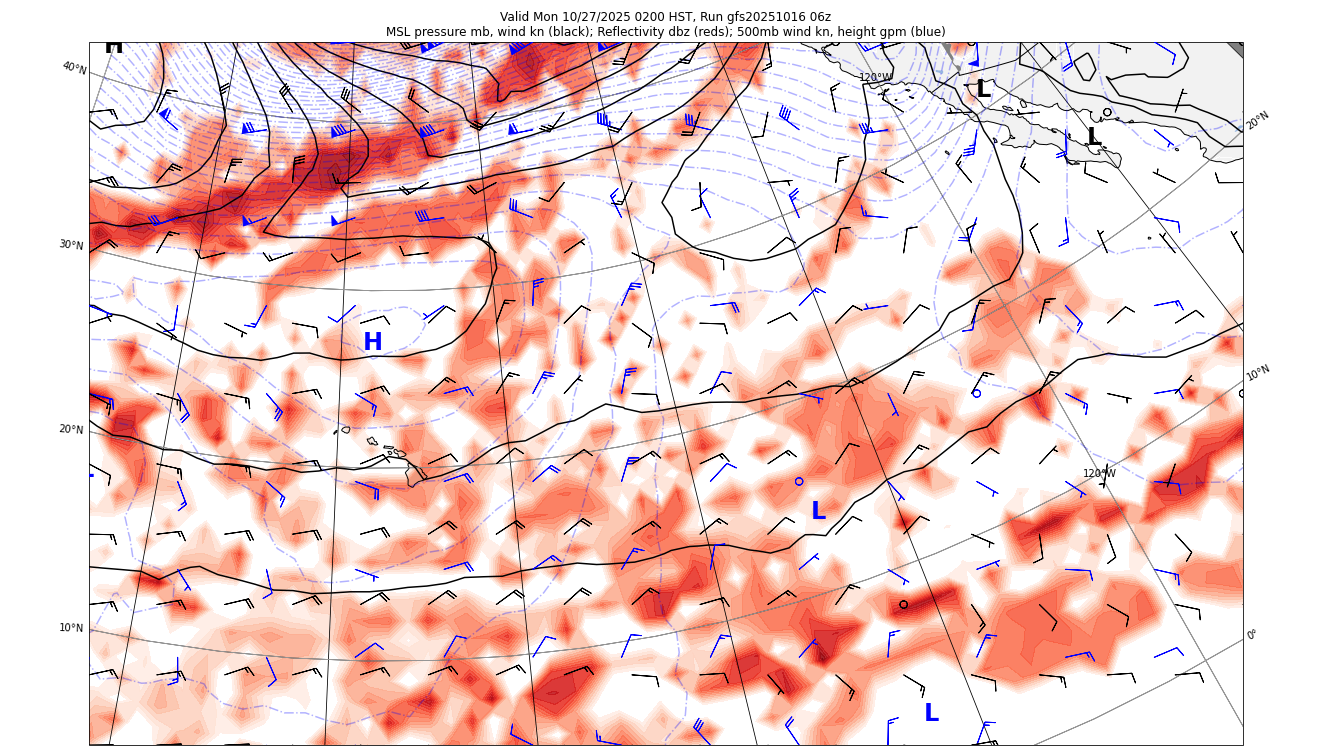 Valid Mon 10/27/2025 0200 HST, Run gfs20251016 06z
MSL pressure mb, wind kn (black); Reflectivity dbz (reds); 500mb wind kn, height gpm (blue)
H
40°N
120°W
L
20°N
L
30°N
H
10°N
20°N
120°W
L
10°N
0°
L